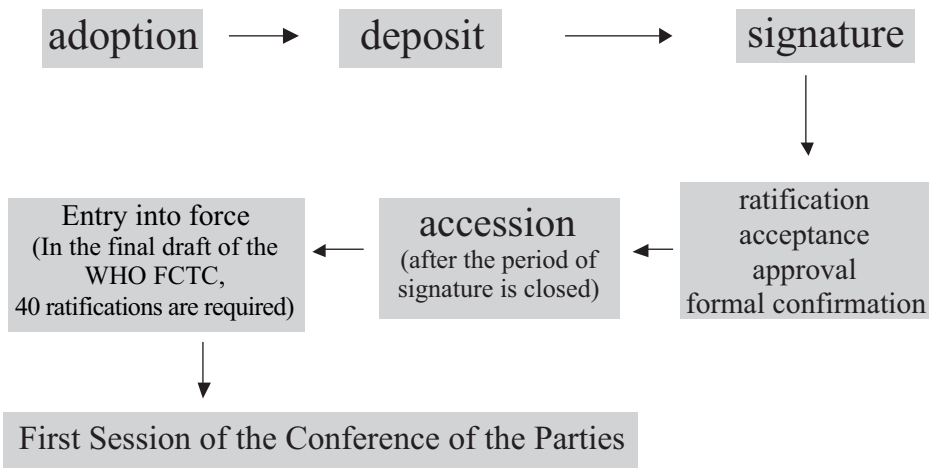 adoption
deposit
signature
ratification
acceptance
approval
formal confirmation
accession
(after the period of
signature is closed)
Entry into force
(In the final draft of the
WHO FCTC,
40 ratifications are required)
First Session of the Conference of the Parties